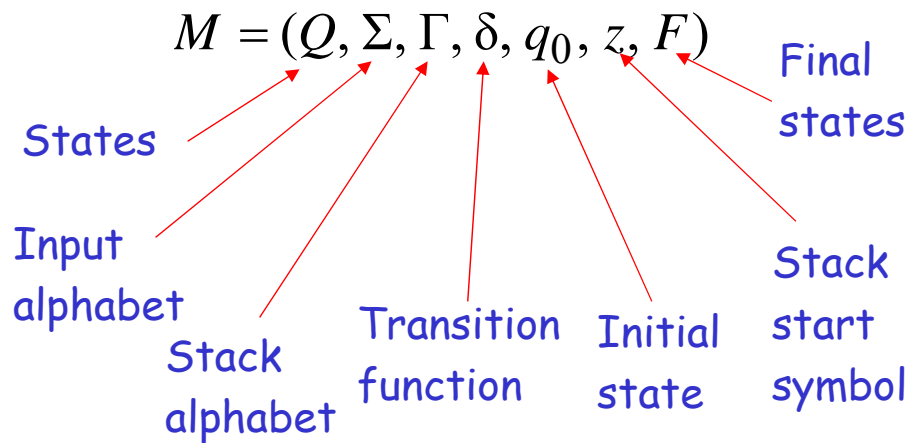 M = (Q, Σ, Γ, δ, q₀, z, F)
Final
states
States
Input
alphabet
Stack
alphabet
Transition
function
Initial
state
Stack
start
symbol